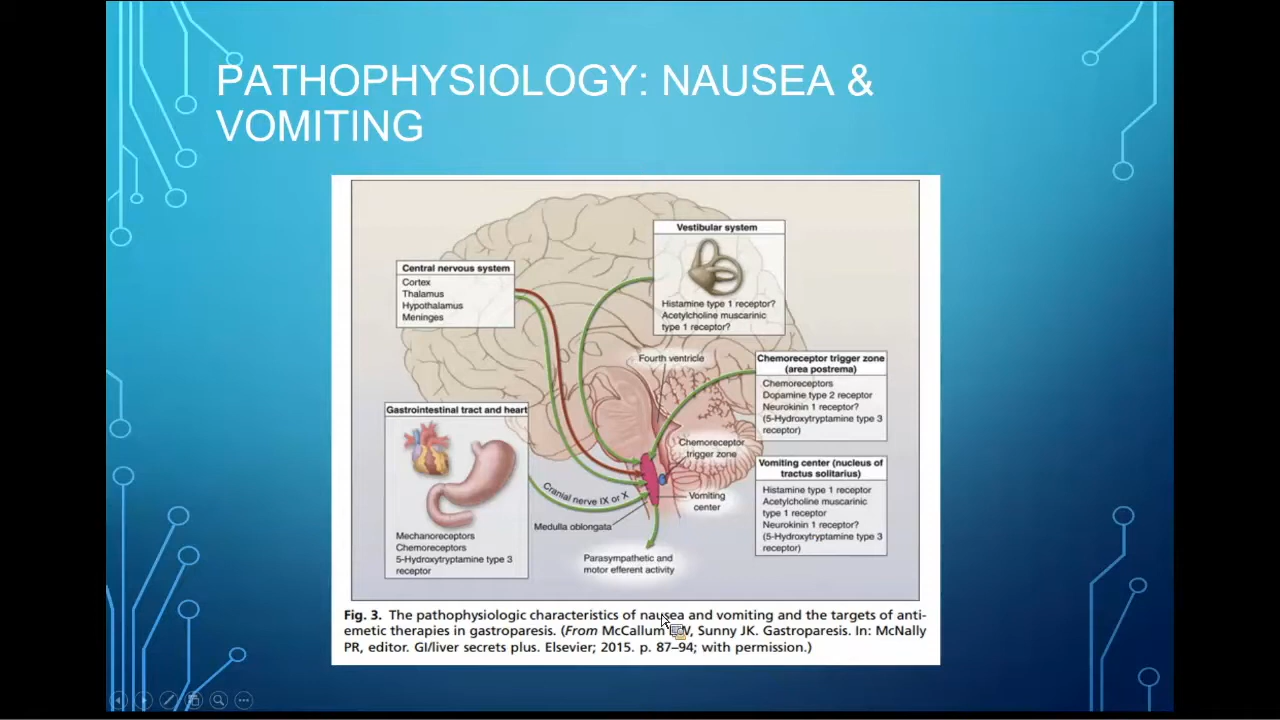 PATHOPHYSIOLOGY: NAUSEA &
VOMITING
Central nervous system
Cortex
Thalamus
Hypothalamus
Meninges
Vestibular system
Histamine type 1 receptor?
Acetylcholine muscarinic
type 1 receptor?
Fourth ventricle
Chemoreceptor trigger zone
(area postrema)
Chemoreceptors
Dopamine type 2 receptor
Neurokinin 1 receptor?
(5-Hydroxytryptamine type 3
receptor)
Gastrointestinal tract and heart
Mechanoreceptors
Chemoreceptors
5-Hydroxytryptamine type 3
receptor
Chemoreceptor
trigger zone
Vomiting center (nucleus of
tractus solitarius)
Histamine type 1 receptor
Acetylcholine muscarinic
type 1 receptor
Neurokinin 1 receptor?
(5-Hydroxytryptamine type 3
receptor)
Cranial nerve IX or X
Vomiting
center
Medulla oblongata
Parasympathetic and
motor efferent activity
Fig. 3. The pathophysiologic characteristics of nausea and vomiting and the targets of anti-
emetic therapies in gastroparesis. (From McCallum V, Sunny JK. Gastroparesis. In: McNally
PR, editor. GI/liver secrets plus. Elsevier; 2015. p. 87–94; with permission.)